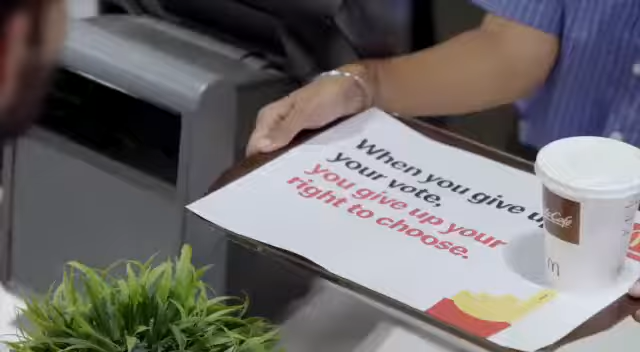 When you give up
your vote,
you give up your
right to choose.
McCafé